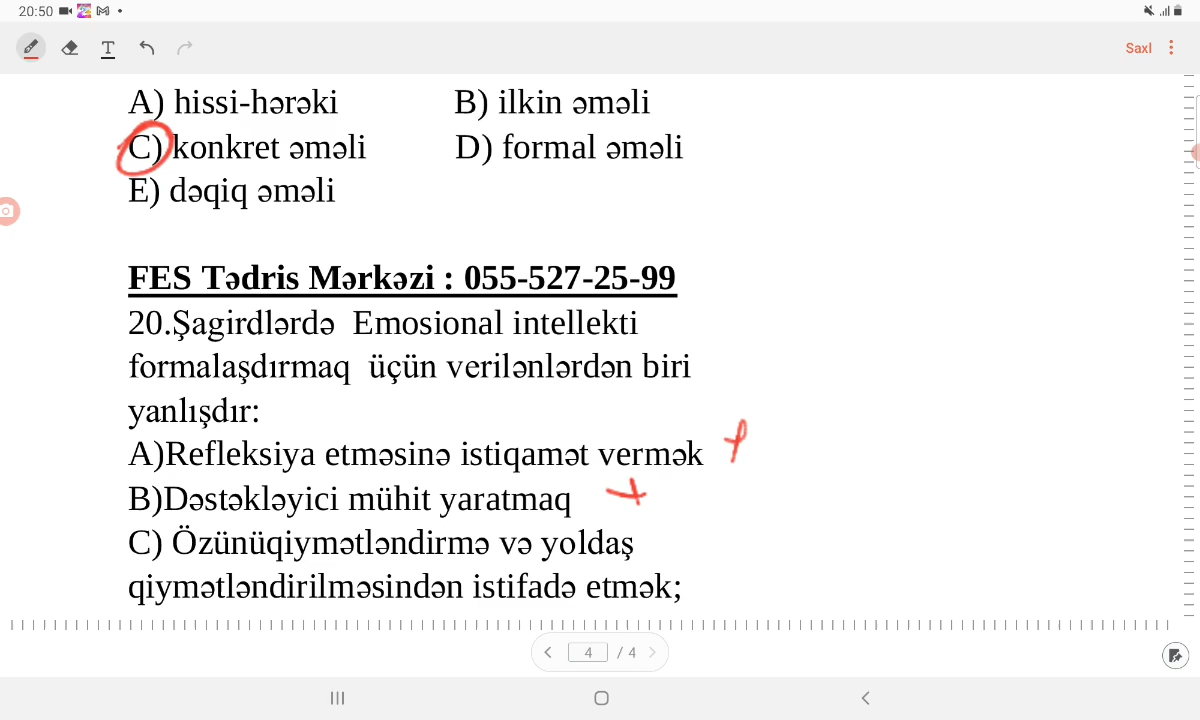 20:50
Saxl
A) hissi-hərəki B) ilkin əməli
C) konkret əməli D) formal əməli
E) dəqiq əməli
FES Tədris Mərkəzi : 055-527-25-99
20.Şagirdlərdə Emosional intellekti
formalaşdırmaq üçün verilənlərdən biri
yanlışdır:
A)Refleksiya etməsinə istiqamət vermək
B)Dəstəkləyici mühit yaratmaq
C) Özünüqiymətləndirmə və yoldaş
qiymətləndirilməsindən istifadə etmək;
4 / 4